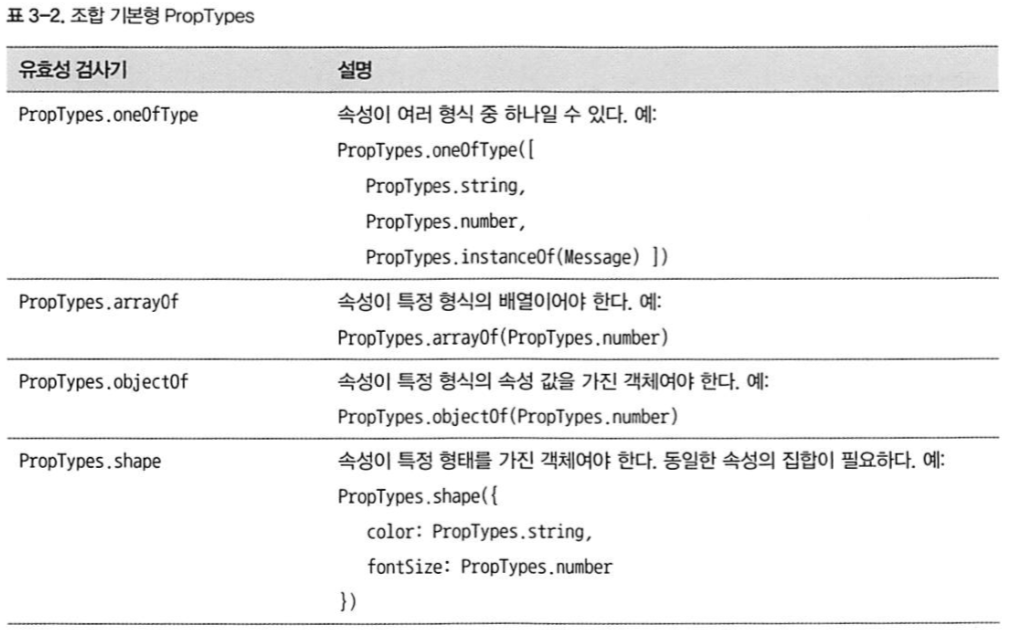 표 3-2. 조합 기본형 PropTypes
유효성 검사기 설명
PropTypes.oneOfType 속성이 여러 형식 중 하나일 수 있다. 예:
PropTypes.oneOfType([
PropTypes.string,
PropTypes.number,
PropTypes.instanceOf(Message) ])
PropTypes.arrayOf 속성이 특정 형식의 배열이어야 한다. 예:
PropTypes.arrayOf(PropTypes.number)
PropTypes.objectOf 속성이 특정 형식의 속성 값을 가진 객체여야 한다. 예:
PropTypes.objectOf(PropTypes.number)
PropTypes.shape 속성이 특정 형태를 가진 객체여야 한다. 동일한 속성의 집합이 필요하다. 예:
PropTypes.shape({
color: PropTypes.string,
fontSize: PropTypes.number
})